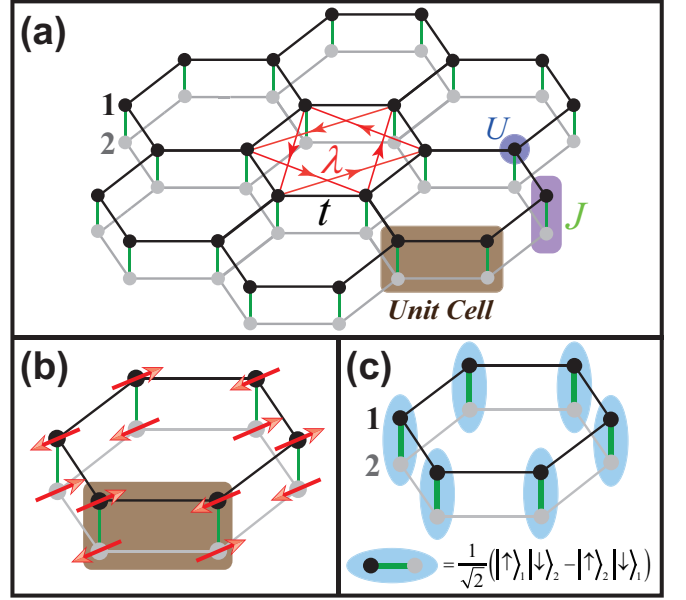 (a)
1
2
U
λ
J
t
Unit Cell
(b)
(c)
1
2
= 1/√2 (|↑⟩₁|↓⟩₂ − |↑⟩₂|↓⟩₁)